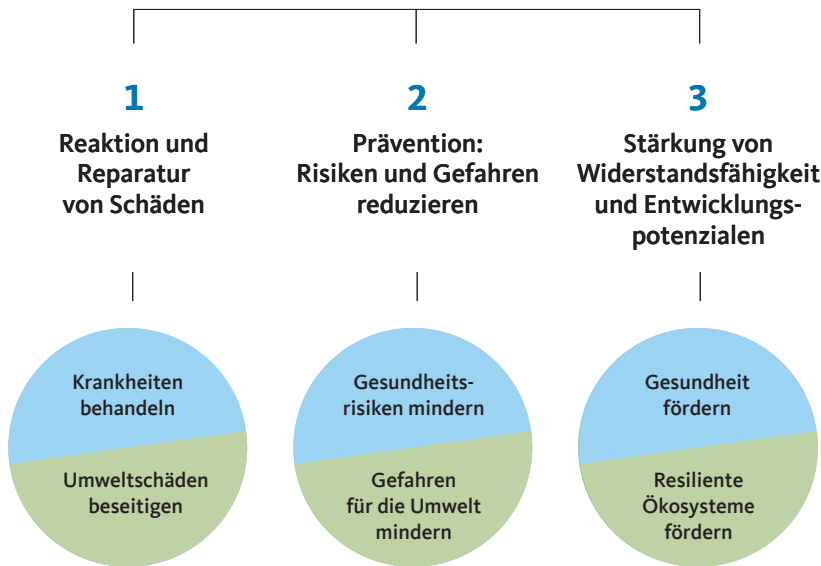 1
Reaktion und
Reparatur
von Schäden
2
Prävention:
Risiken und Gefahren
reduzieren
3
Stärkung von
Widerstandsfähigkeit
und Entwicklungs-
potenzialen
Krankheiten
behandeln
Umweltschäden
beseitigen
Gesundheits-
risiken mindern
Gefahren
für die Umwelt
mindern
Gesundheit
fördern
Resiliente
Ökosysteme
fördern